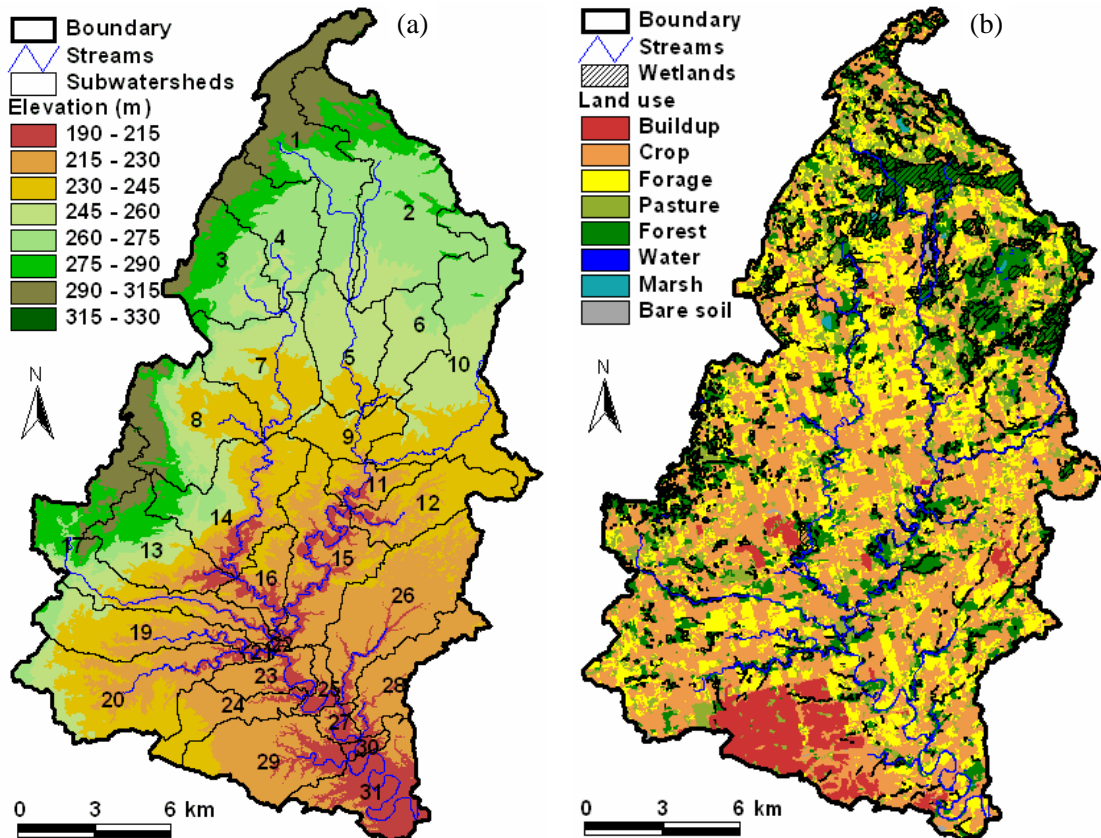 (a)
Boundary
Streams
Subwatersheds
Elevation (m)
190 - 215
215 - 230
230 - 245
245 - 260
260 - 275
275 - 290
290 - 315
315 - 330
N
1
2
3
4
5
6
7
8
9
10
11
12
13
14
15
16
17
19
20
21
22
23
24
25
26
27
28
29
30
31
0 3 6 km
(b)
Boundary
Streams
Wetlands
Land use
Buildup
Crop
Forage
Pasture
Forest
Water
Marsh
Bare soil
N
0 3 6 km